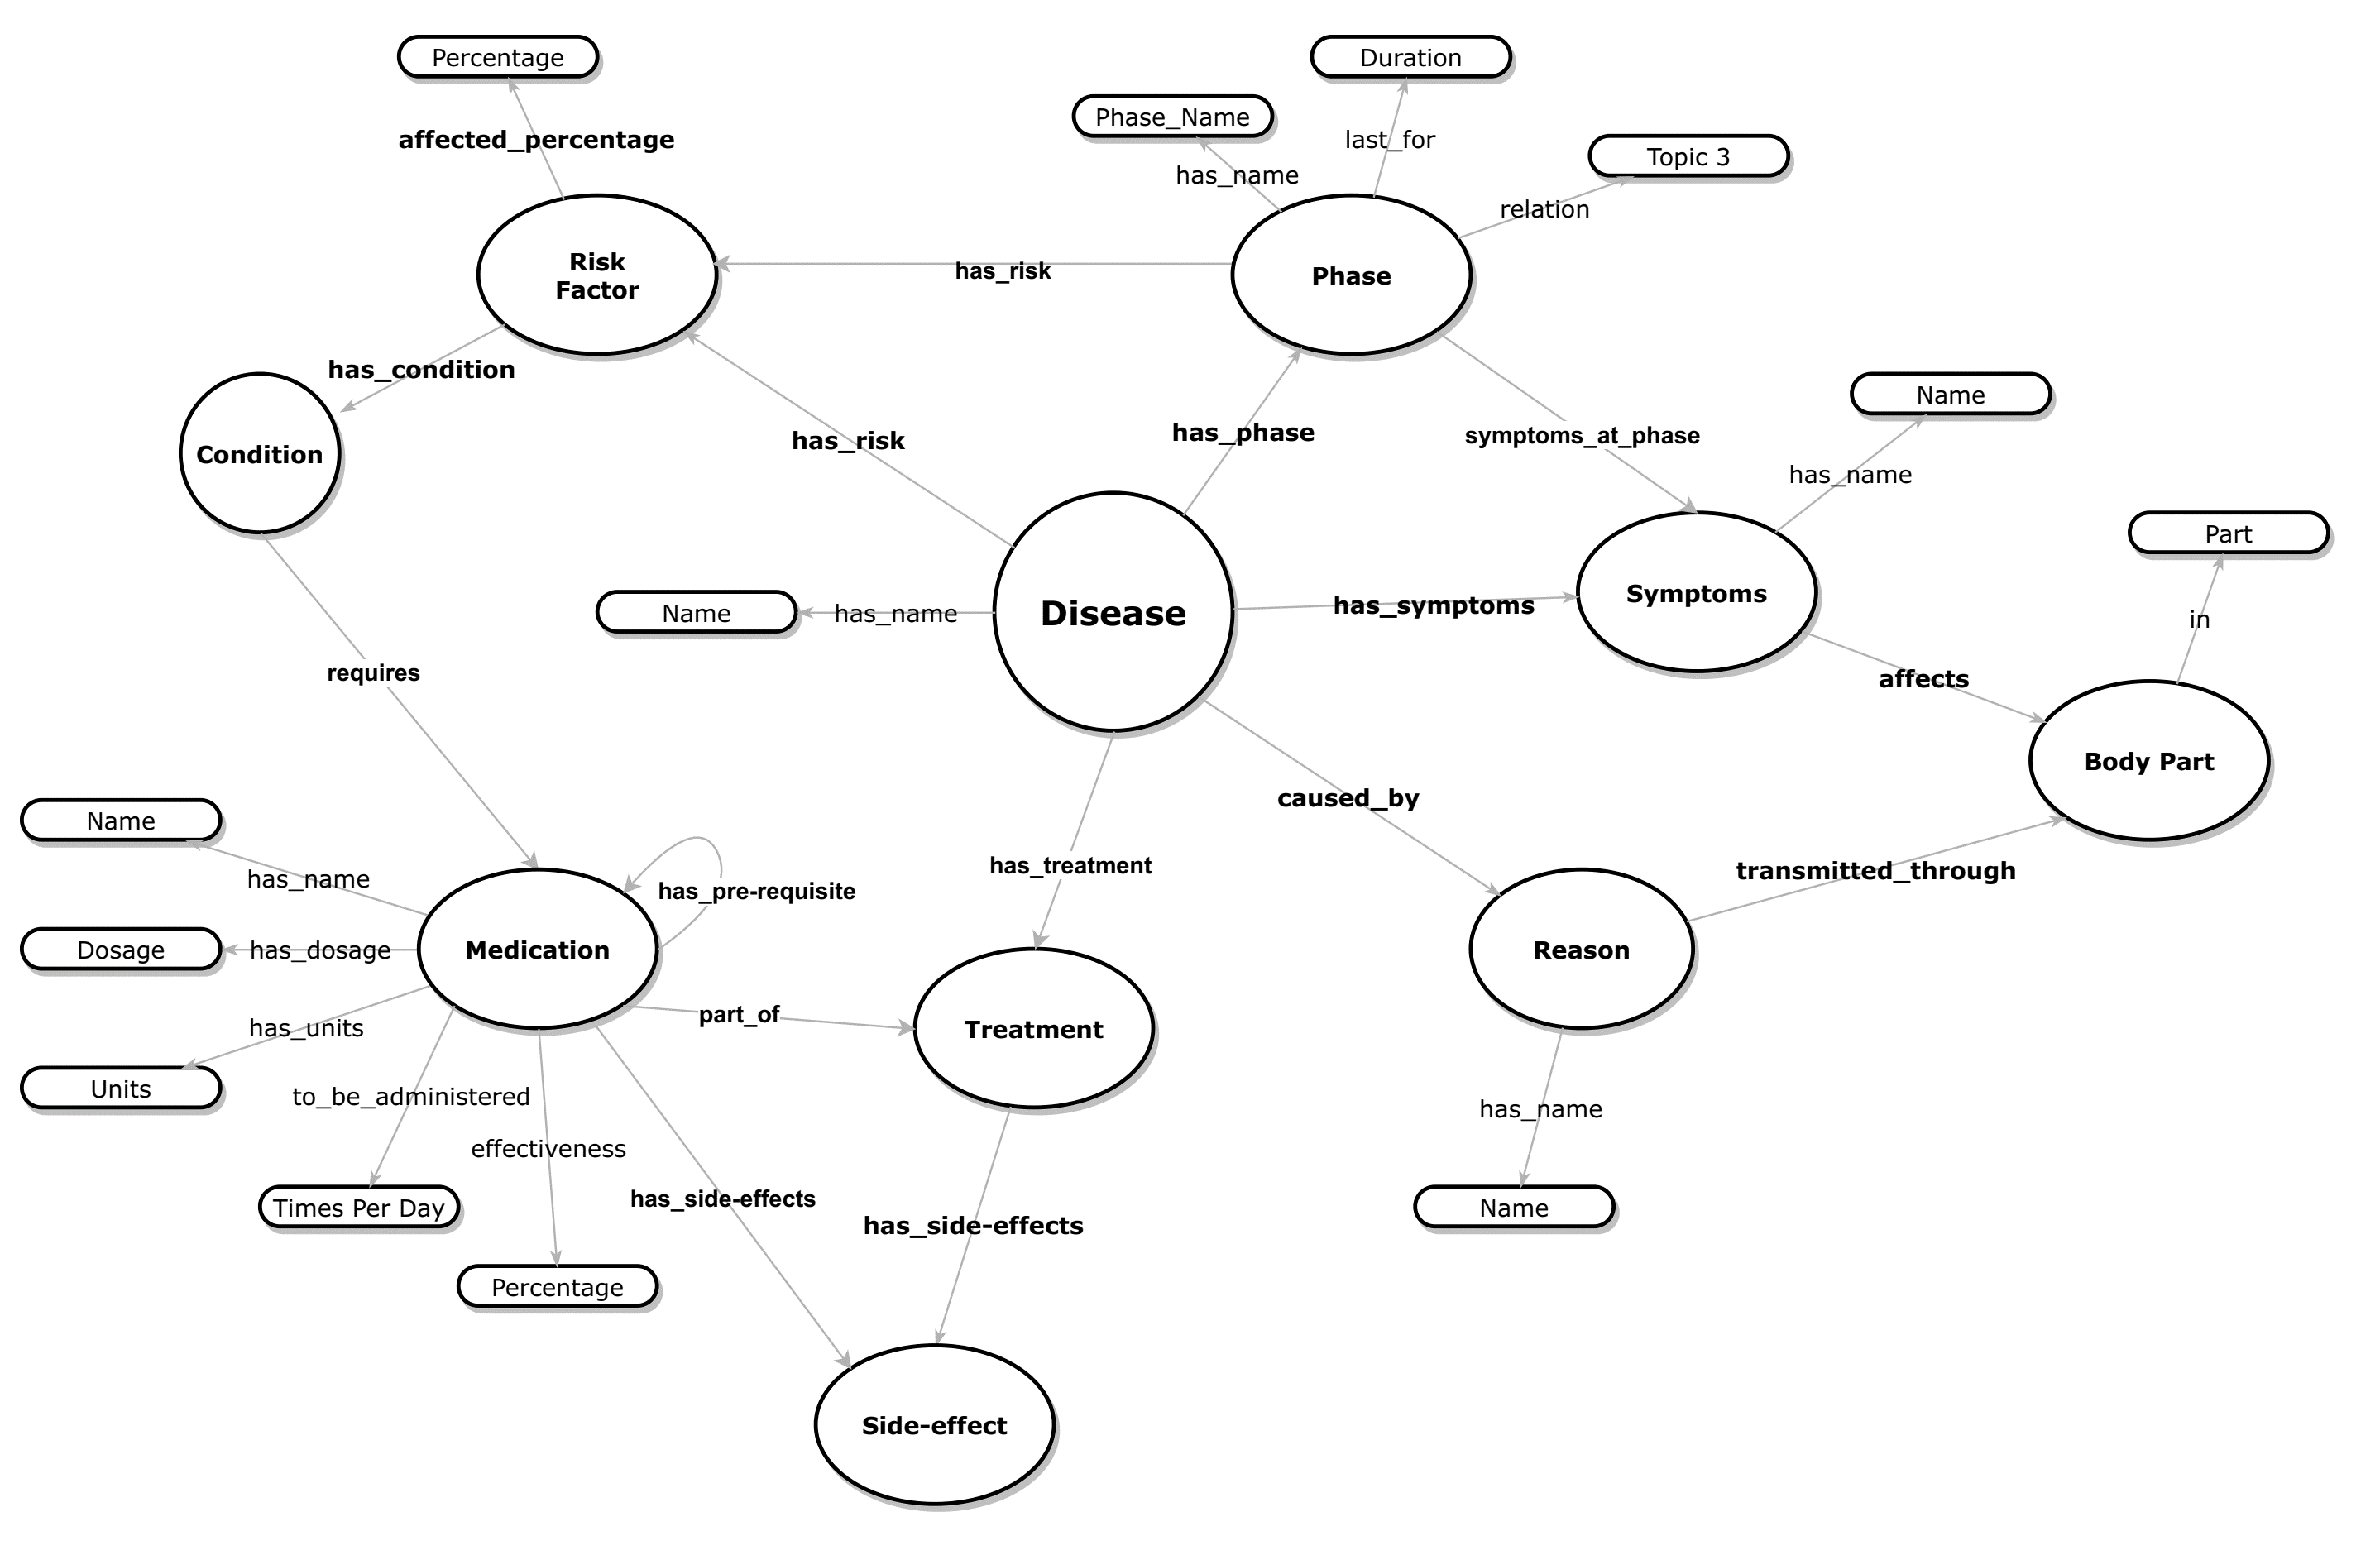 Percentage
Duration
Phase_Name
affected_percentage
last_for
Topic 3
has_name
relation
Risk
Factor
has_risk
Phase
has_condition
Name
has_risk
has_phase
symptoms_at_phase
Condition
has_name
Part
Name
has_name
Disease
has_symptoms
Symptoms
in
requires
affects
Body Part
caused_by
Name
has_treatment
transmitted_through
has_name
has_pre-requisite
Dosage
has_dosage
Medication
Reason
part_of
has_units
Treatment
Units
to_be_administered
has_name
effectiveness
has_side-effects
Times Per Day
Name
has_side-effects
Percentage
Side-effect